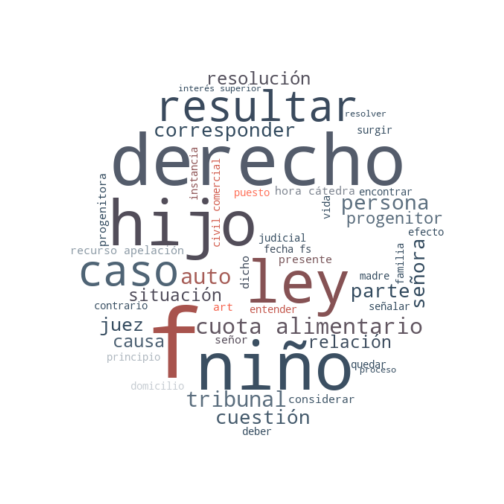 resolución
interés superior
resultar
resolver
corresponder
surgir
derecho
instancia
civil comercial
progenitora
puesto
hora cátedra
encontrar
vida
persona
hijo
progenitor
efecto
judicial
señora
familia
recurso apelación
fecha fs
caso
auto
dicho
presente
ley
madre
situación
parte
contrario
art
entender
señalar
f
juez
cuota alimentario
causa
señor
relación
principio
niño
quedar
proceso
domicilio
tribunal
considerar
cuestión
deber